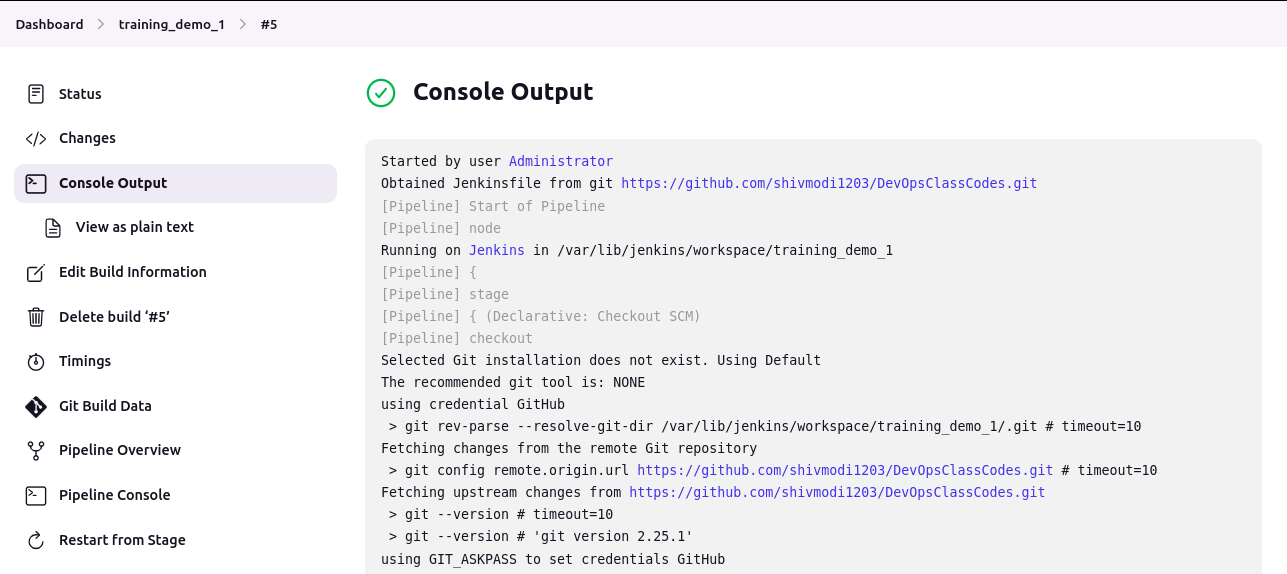 Dashboard > training_demo_1 > #5
Status
Changes
Console Output
View as plain text
Edit Build Information
Delete build ‘#5’
Timings
Git Build Data
Pipeline Overview
Pipeline Console
Restart from Stage
Console Output
Started by user Administrator
Obtained Jenkinsfile from git https://github.com/shivmodi1203/DevOpsClassCodes.git
[Pipeline] Start of Pipeline
[Pipeline] node
Running on Jenkins in /var/lib/jenkins/workspace/training_demo_1
[Pipeline] {
[Pipeline] stage
[Pipeline] { (Declarative: Checkout SCM)
[Pipeline] checkout
Selected Git installation does not exist. Using Default
The recommended git tool is: NONE
using credential GitHub
 > git rev-parse --resolve-git-dir /var/lib/jenkins/workspace/training_demo_1/.git # timeout=10
Fetching changes from the remote Git repository
 > git config remote.origin.url https://github.com/shivmodi1203/DevOpsClassCodes.git # timeout=10
Fetching upstream changes from https://github.com/shivmodi1203/DevOpsClassCodes.git
 > git --version # timeout=10
 > git --version # 'git version 2.25.1'
using GIT_ASKPASS to set credentials GitHub